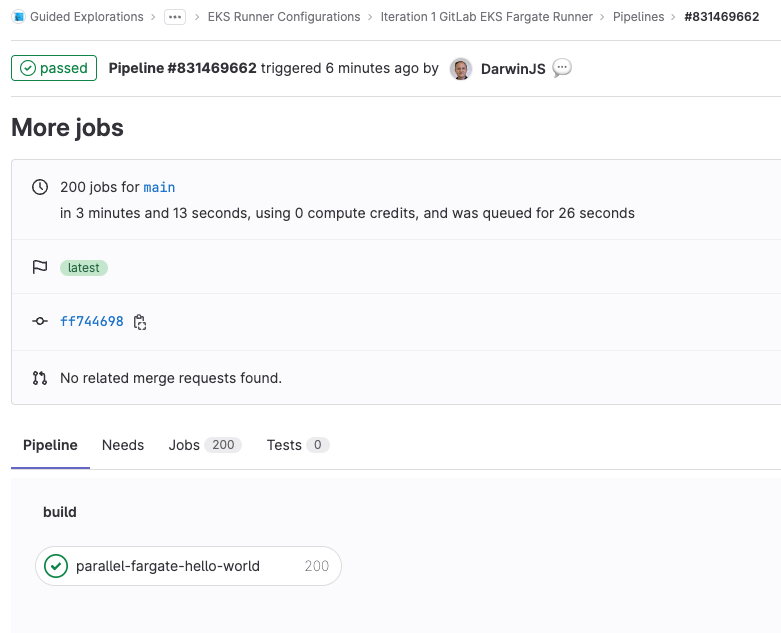 Guided Explorations › ... › EKS Runner Configurations › Iteration 1 GitLab EKS Fargate Runner › Pipelines › #831469662
passed Pipeline #831469662 triggered 6 minutes ago by DarwinJS
More jobs
200 jobs for main
in 3 minutes and 13 seconds, using 0 compute credits, and was queued for 26 seconds
latest
ff744698
No related merge requests found.
Pipeline Needs Jobs 200 Tests 0
build
parallel-fargate-hello-world 200